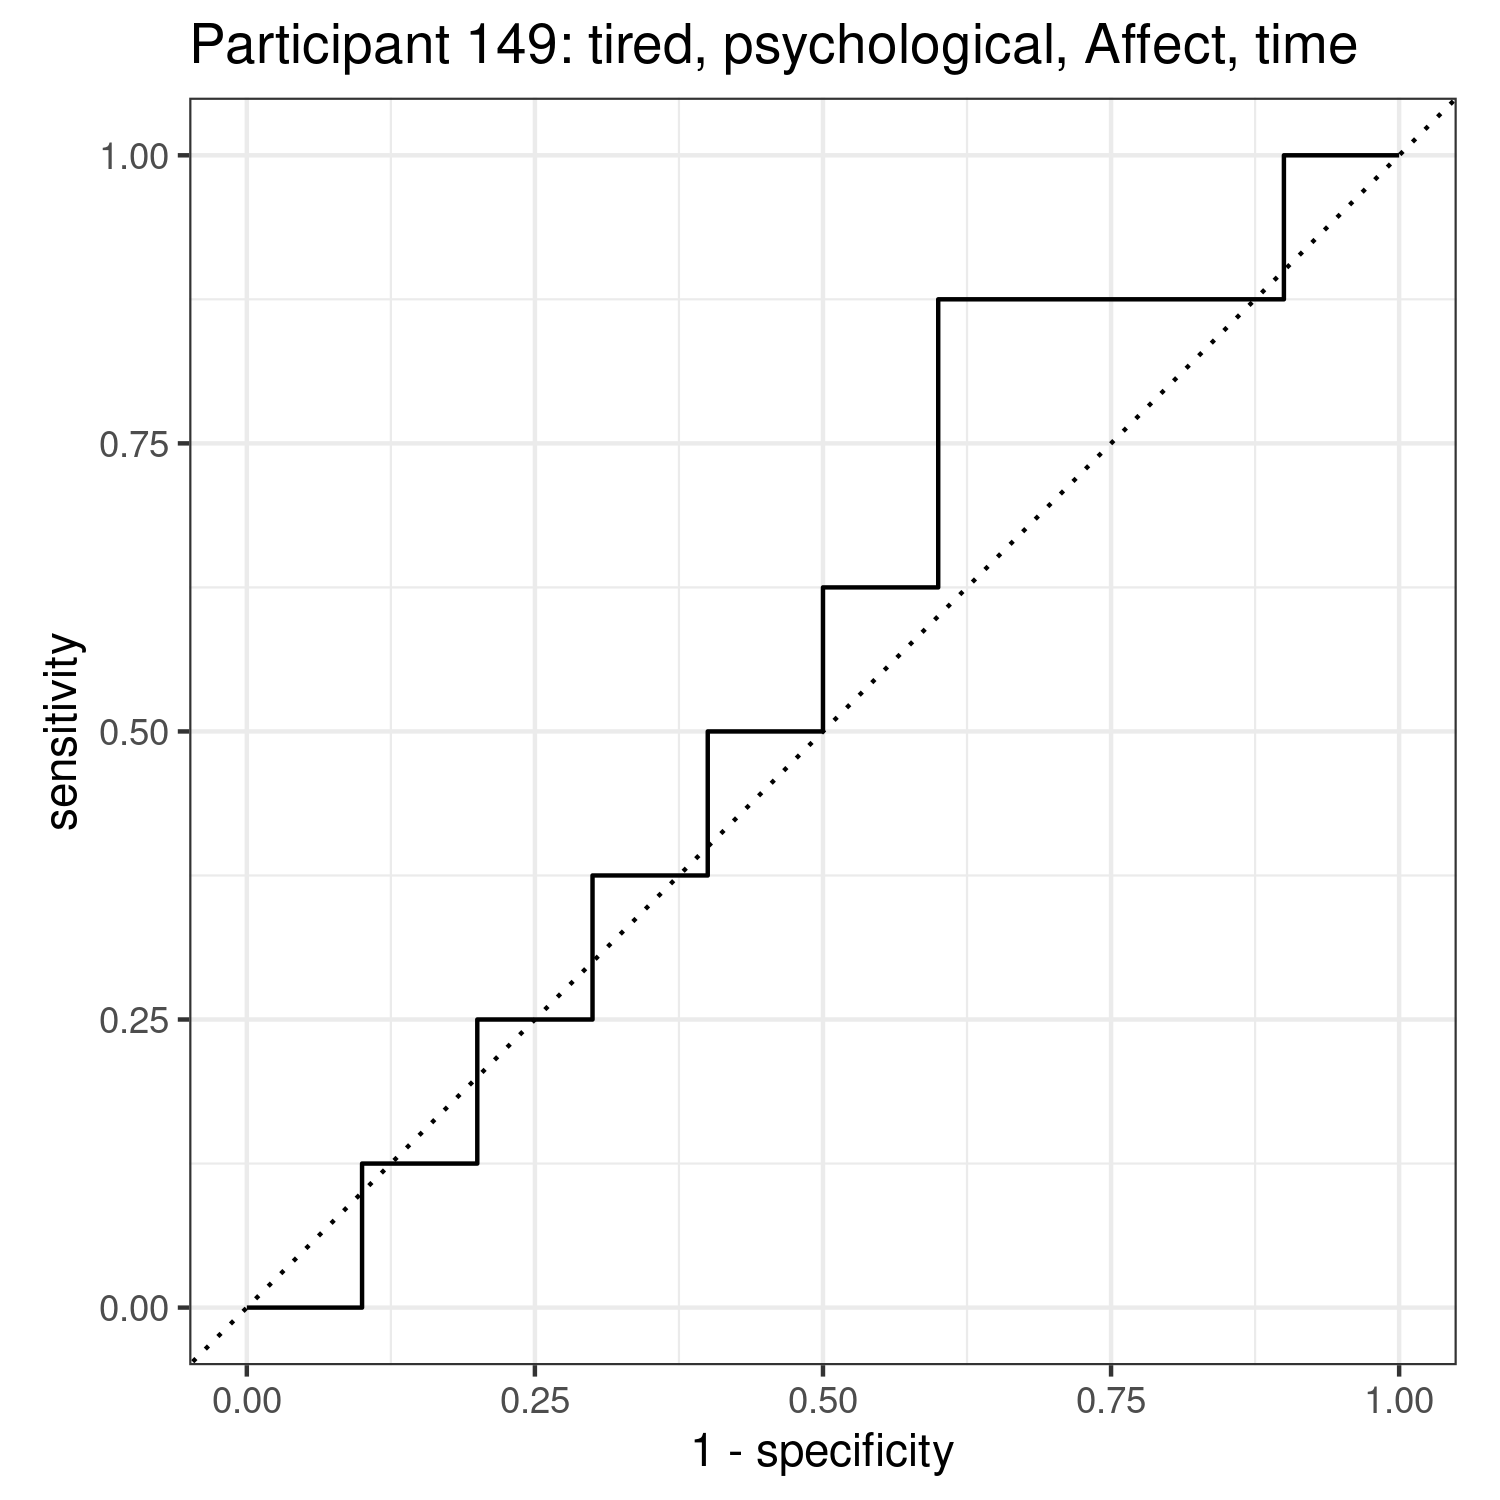 Participant 149: tired, psychological, Affect, time
1.00
0.75
0.50
0.25
0.00
sensitivity
0.00 0.25 0.50 0.75 1.00
1 - specificity